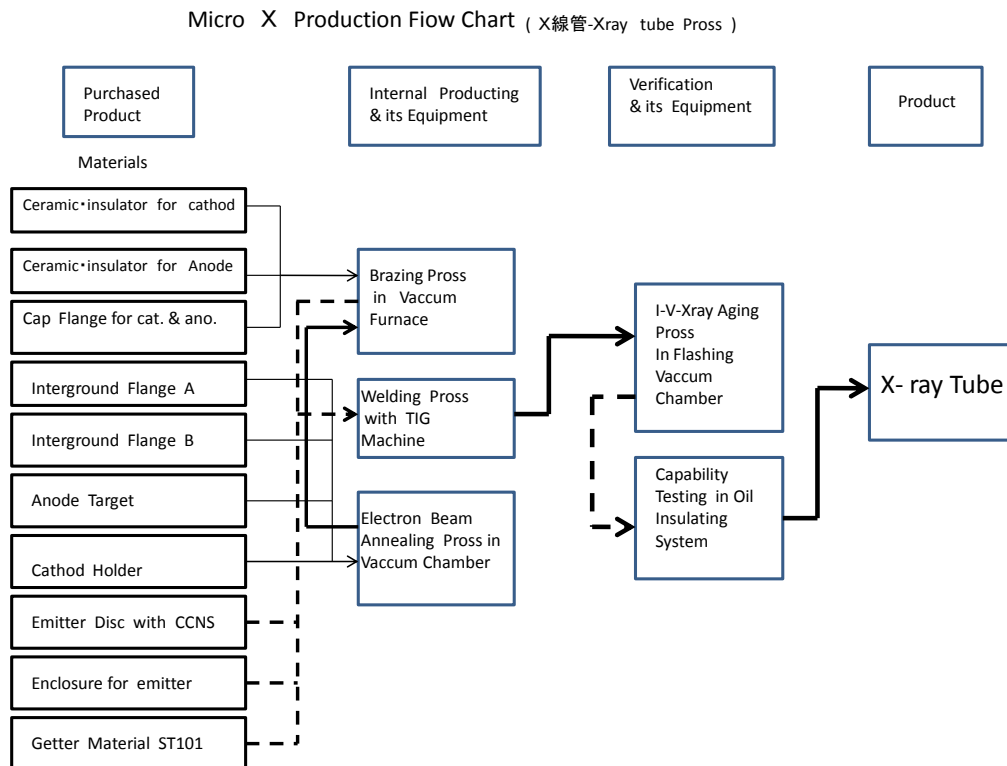 Micro X Production Fiow Chart ( X線管-Xray tube Pross )
Purchased
Product
Internal Producting
& its Equipment
Verification
& its Equipment
Product
Materials
Ceramic・insulator for cathod
Ceramic・insulator for Anode
Cap Flange for cat. & ano.
Interground Flange A
Interground Flange B
Anode Target
Cathod Holder
Emitter Disc with CCNS
Enclosure for emitter
Getter Material ST101
Brazing Pross
in Vaccum
Furnace
Welding Pross
with TIG
Machine
Electron Beam
Annealing Pross in
Vaccum Chamber
I-V-Xray Aging
Pross
In Flashing
Vaccum
Chamber
Capability
Testing in Oil
Insulating
System
X- ray Tube